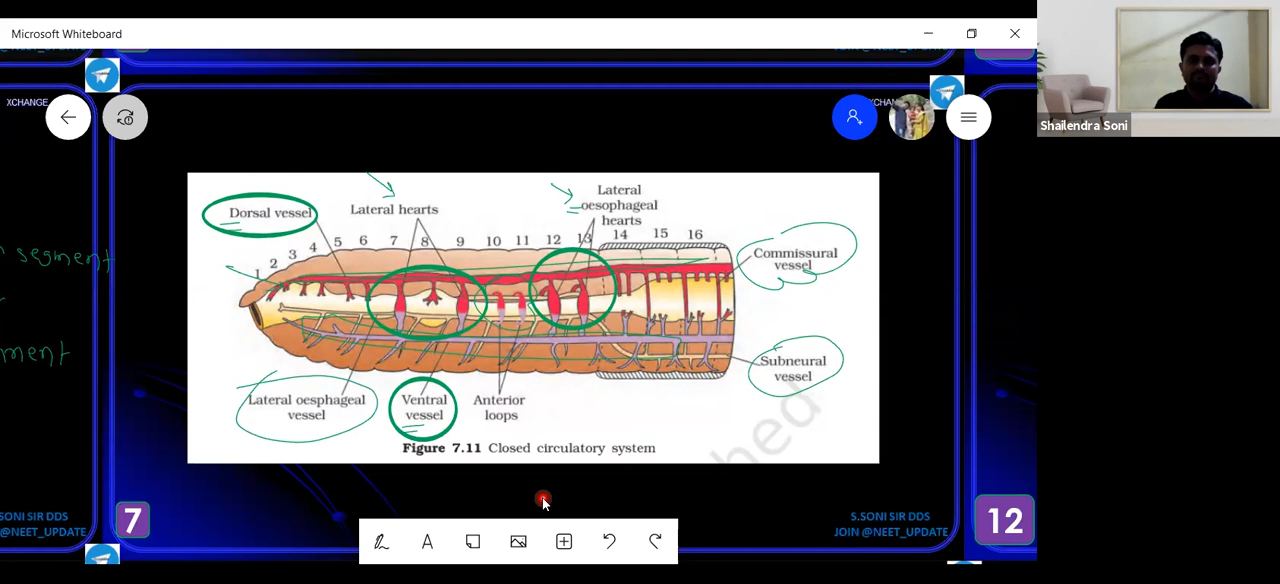 Microsoft Whiteboard
XCHANGE
Shailendra Soni
Dorsal vessel
Lateral hearts
Lateral
oesophageal
hearts
1 2 3 4 5 6 7 8 9 10 11 12 13 14 15 16
Commissural
vessel
segment
ment
Subneural
vessel
Lateral oesphageal
vessel
Ventral
vessel
Anterior
loops
Figure 7.11 Closed circulatory system
hed
SONI SIR DDS
@NEET_UPDATE
7
S.SONI SIR DDS
JOIN @NEET_UPDATE
12
A